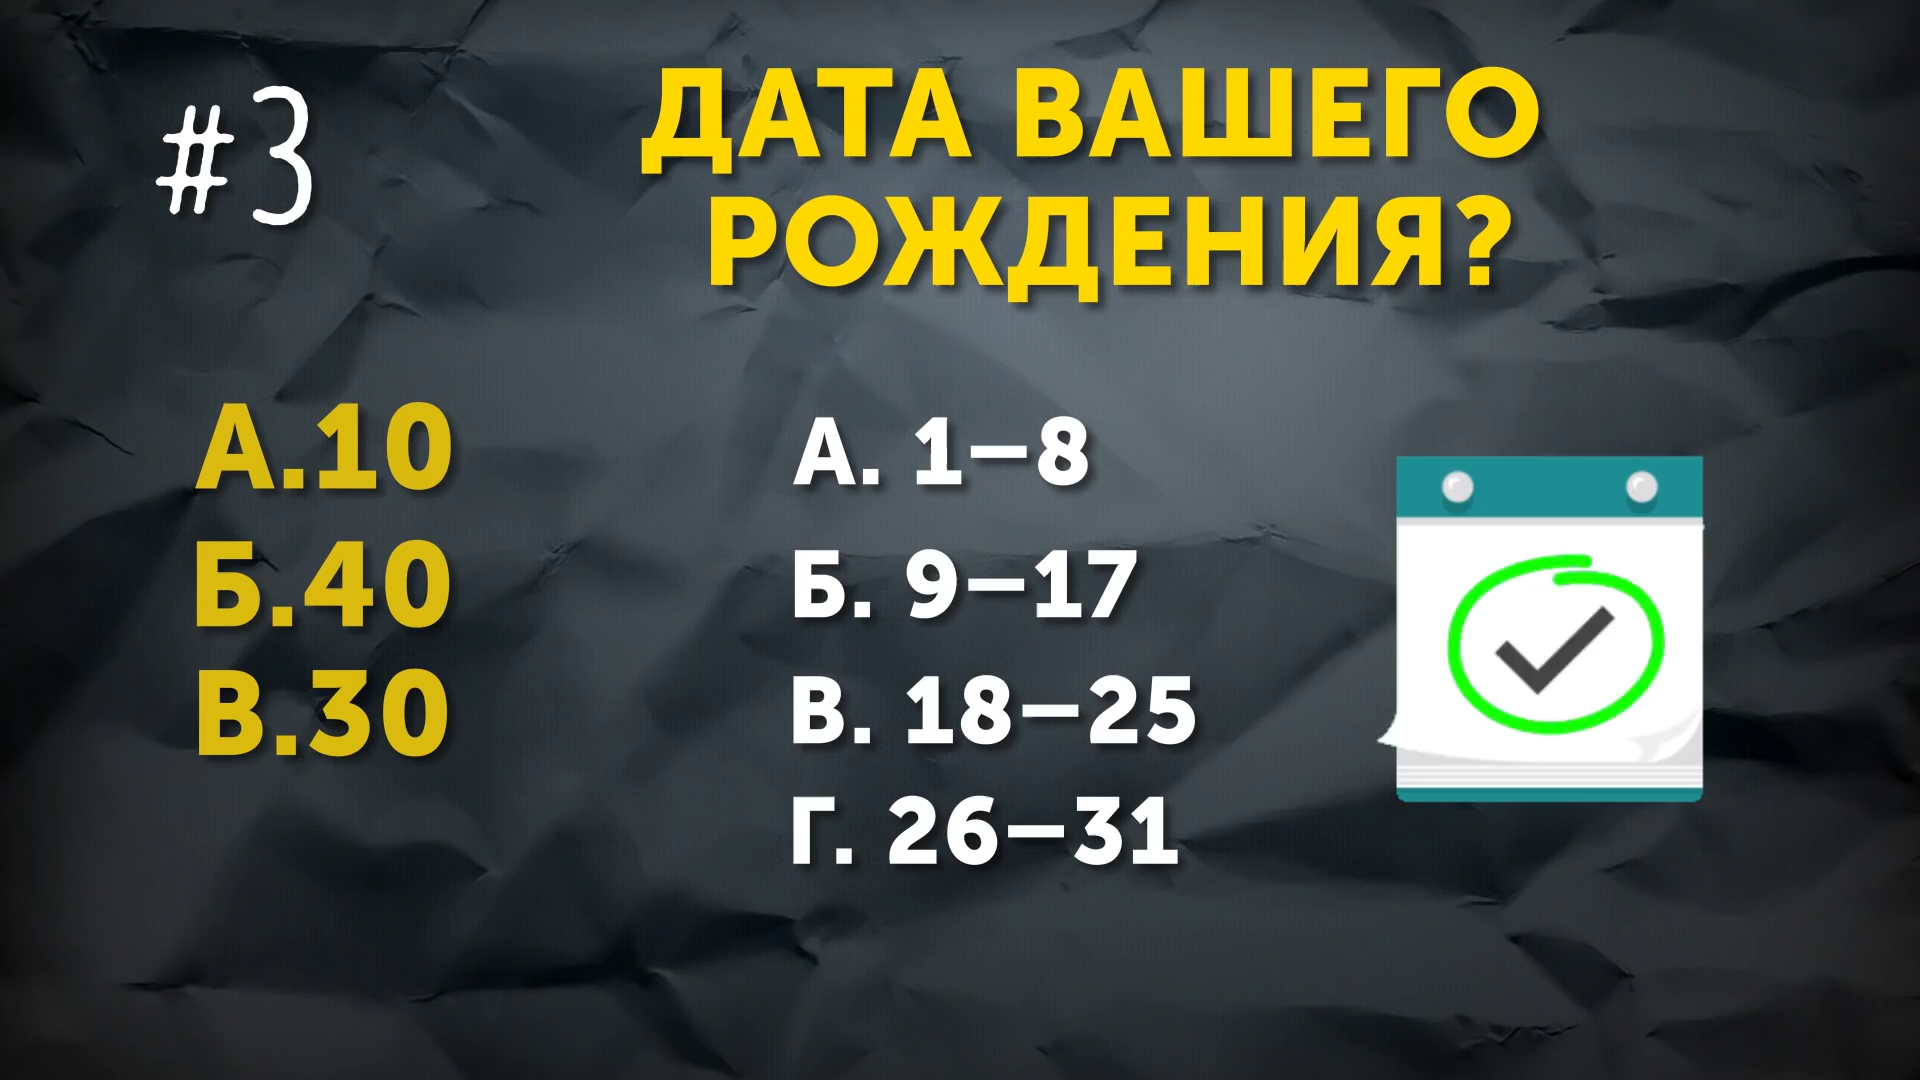 #3
ДАТА ВАШЕГО
РОЖДЕНИЯ?
А.10
Б.40
В.30
А. 1–8
Б. 9–17
В. 18–25
Г. 26–31